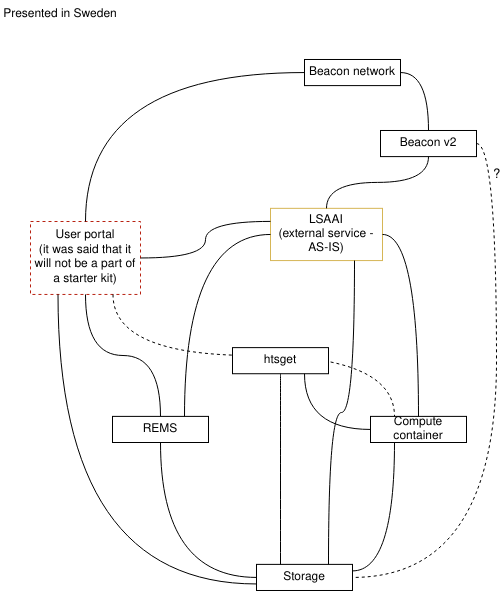 Presented in Sweden
Beacon network
Beacon v2
?
LSAAI
(external service -
AS-IS)
User portal
(it was said that it
will not be a part of
a starter kit)
htsget
REMS
Compute
container
Storage